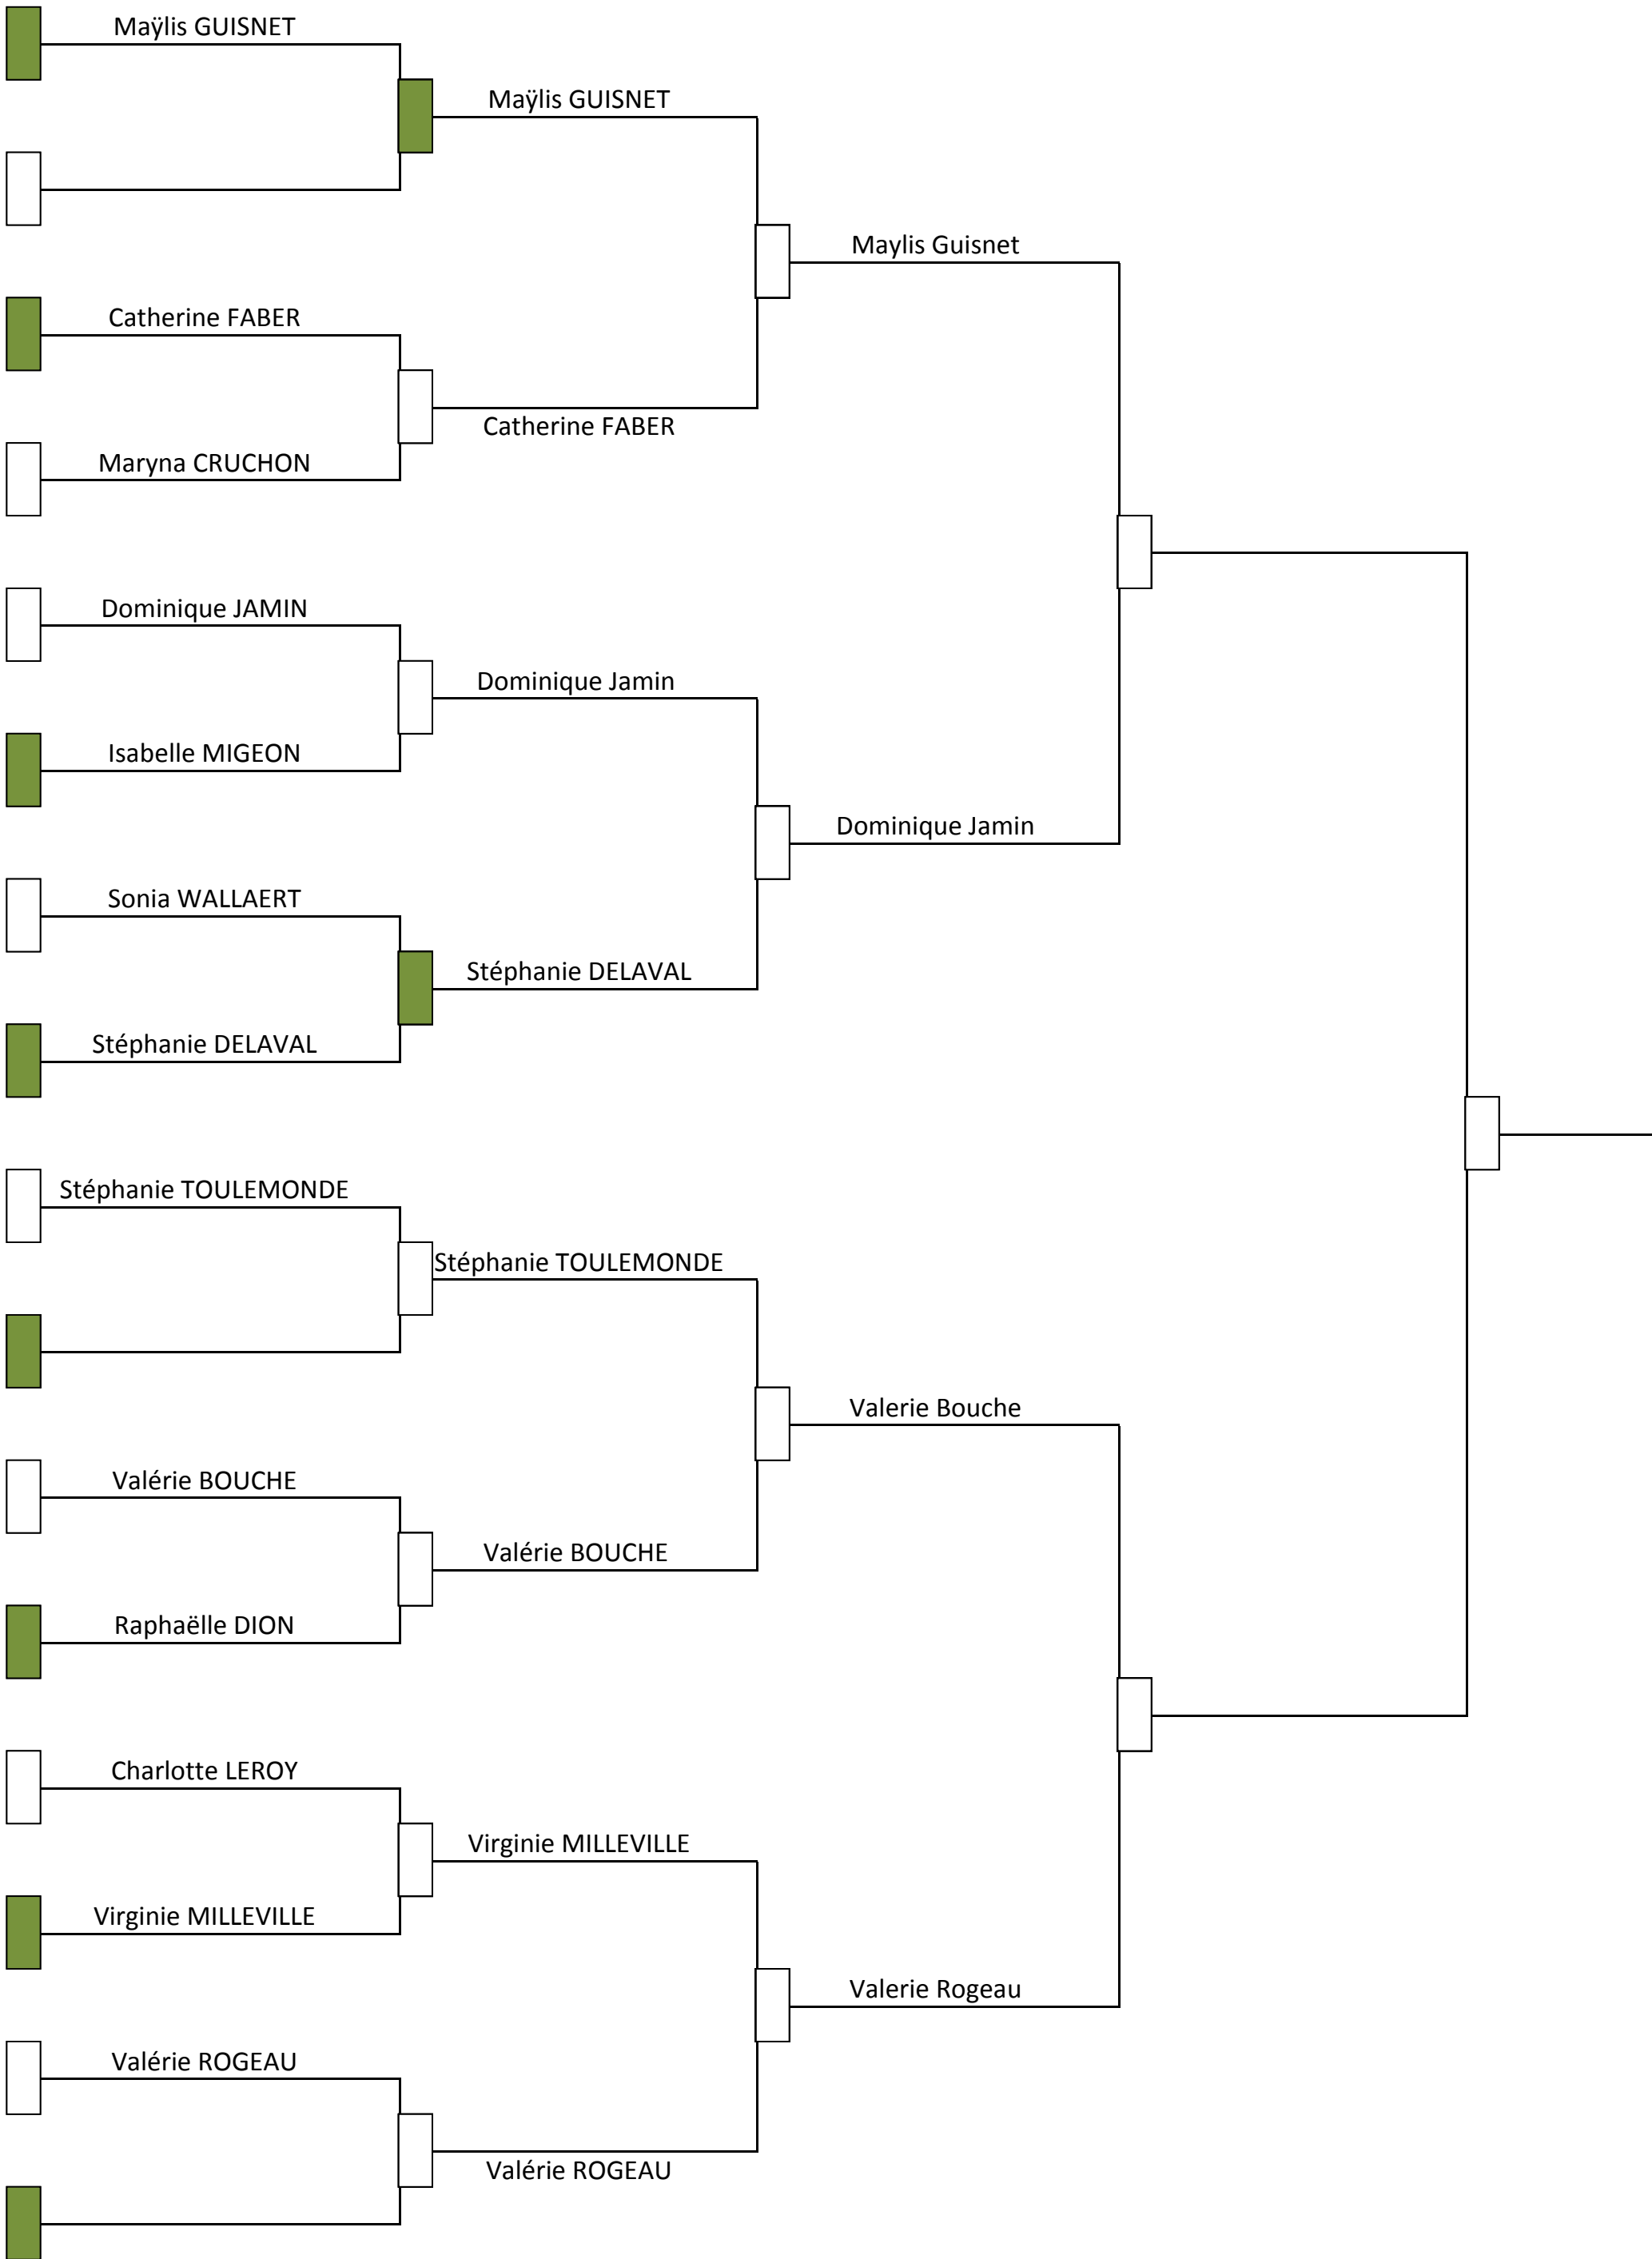 Maÿlis GUISNET
Maÿlis GUISNET
Maylis Guisnet
Catherine FABER
Catherine FABER
Maryna CRUCHON
Dominique JAMIN
Dominique Jamin
Isabelle MIGEON
Dominique Jamin
Sonia WALLAERT
Stéphanie DELAVAL
Stéphanie DELAVAL
Stéphanie TOULEMONDE
Stéphanie TOULEMONDE
Valerie Bouche
Valérie BOUCHE
Valérie BOUCHE
Raphaëlle DION
Charlotte LEROY
Virginie MILLEVILLE
Virginie MILLEVILLE
Valerie Rogeau
Valérie ROGEAU
Valérie ROGEAU